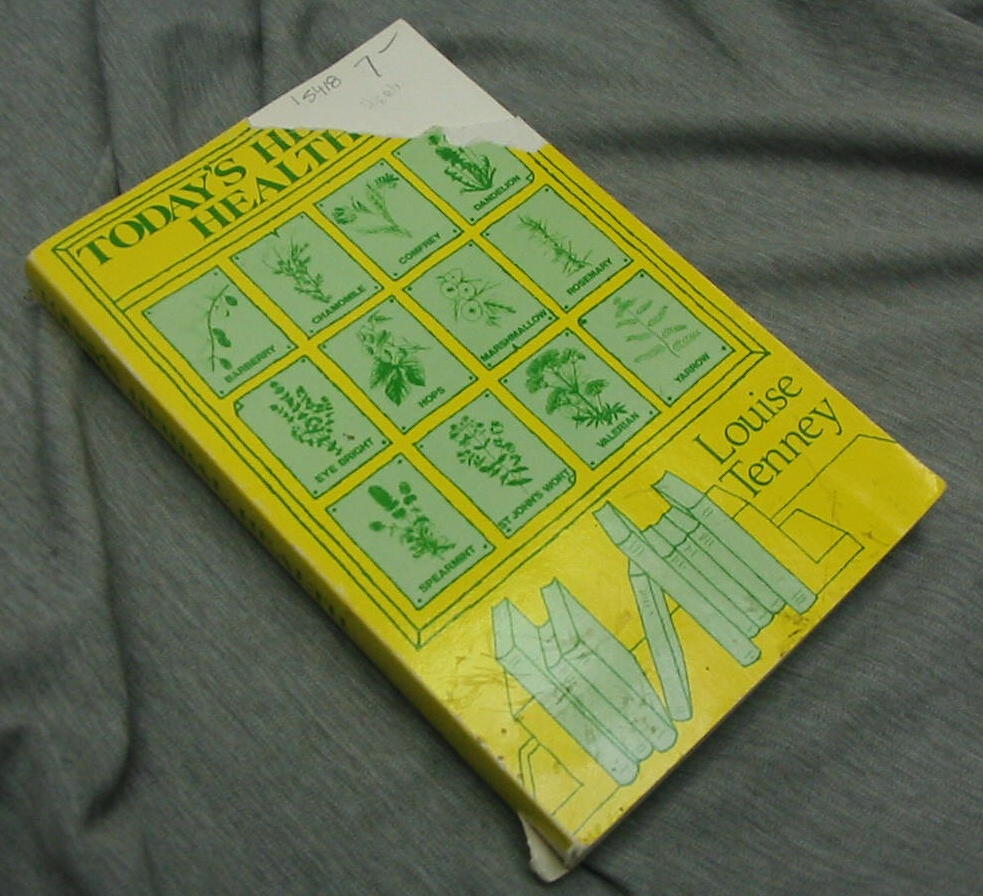 15418 7
TODAY'S HE
HEALTH
BARBERRY
CHAMOMILE
COMFREY
DANDELION
EYE BRIGHT
HOPS
MARSHMALLOW
ROSEMARY
SPEARMINT
ST JOHN'S WORT
VALERIAN
YARROW
Louise
Tenney